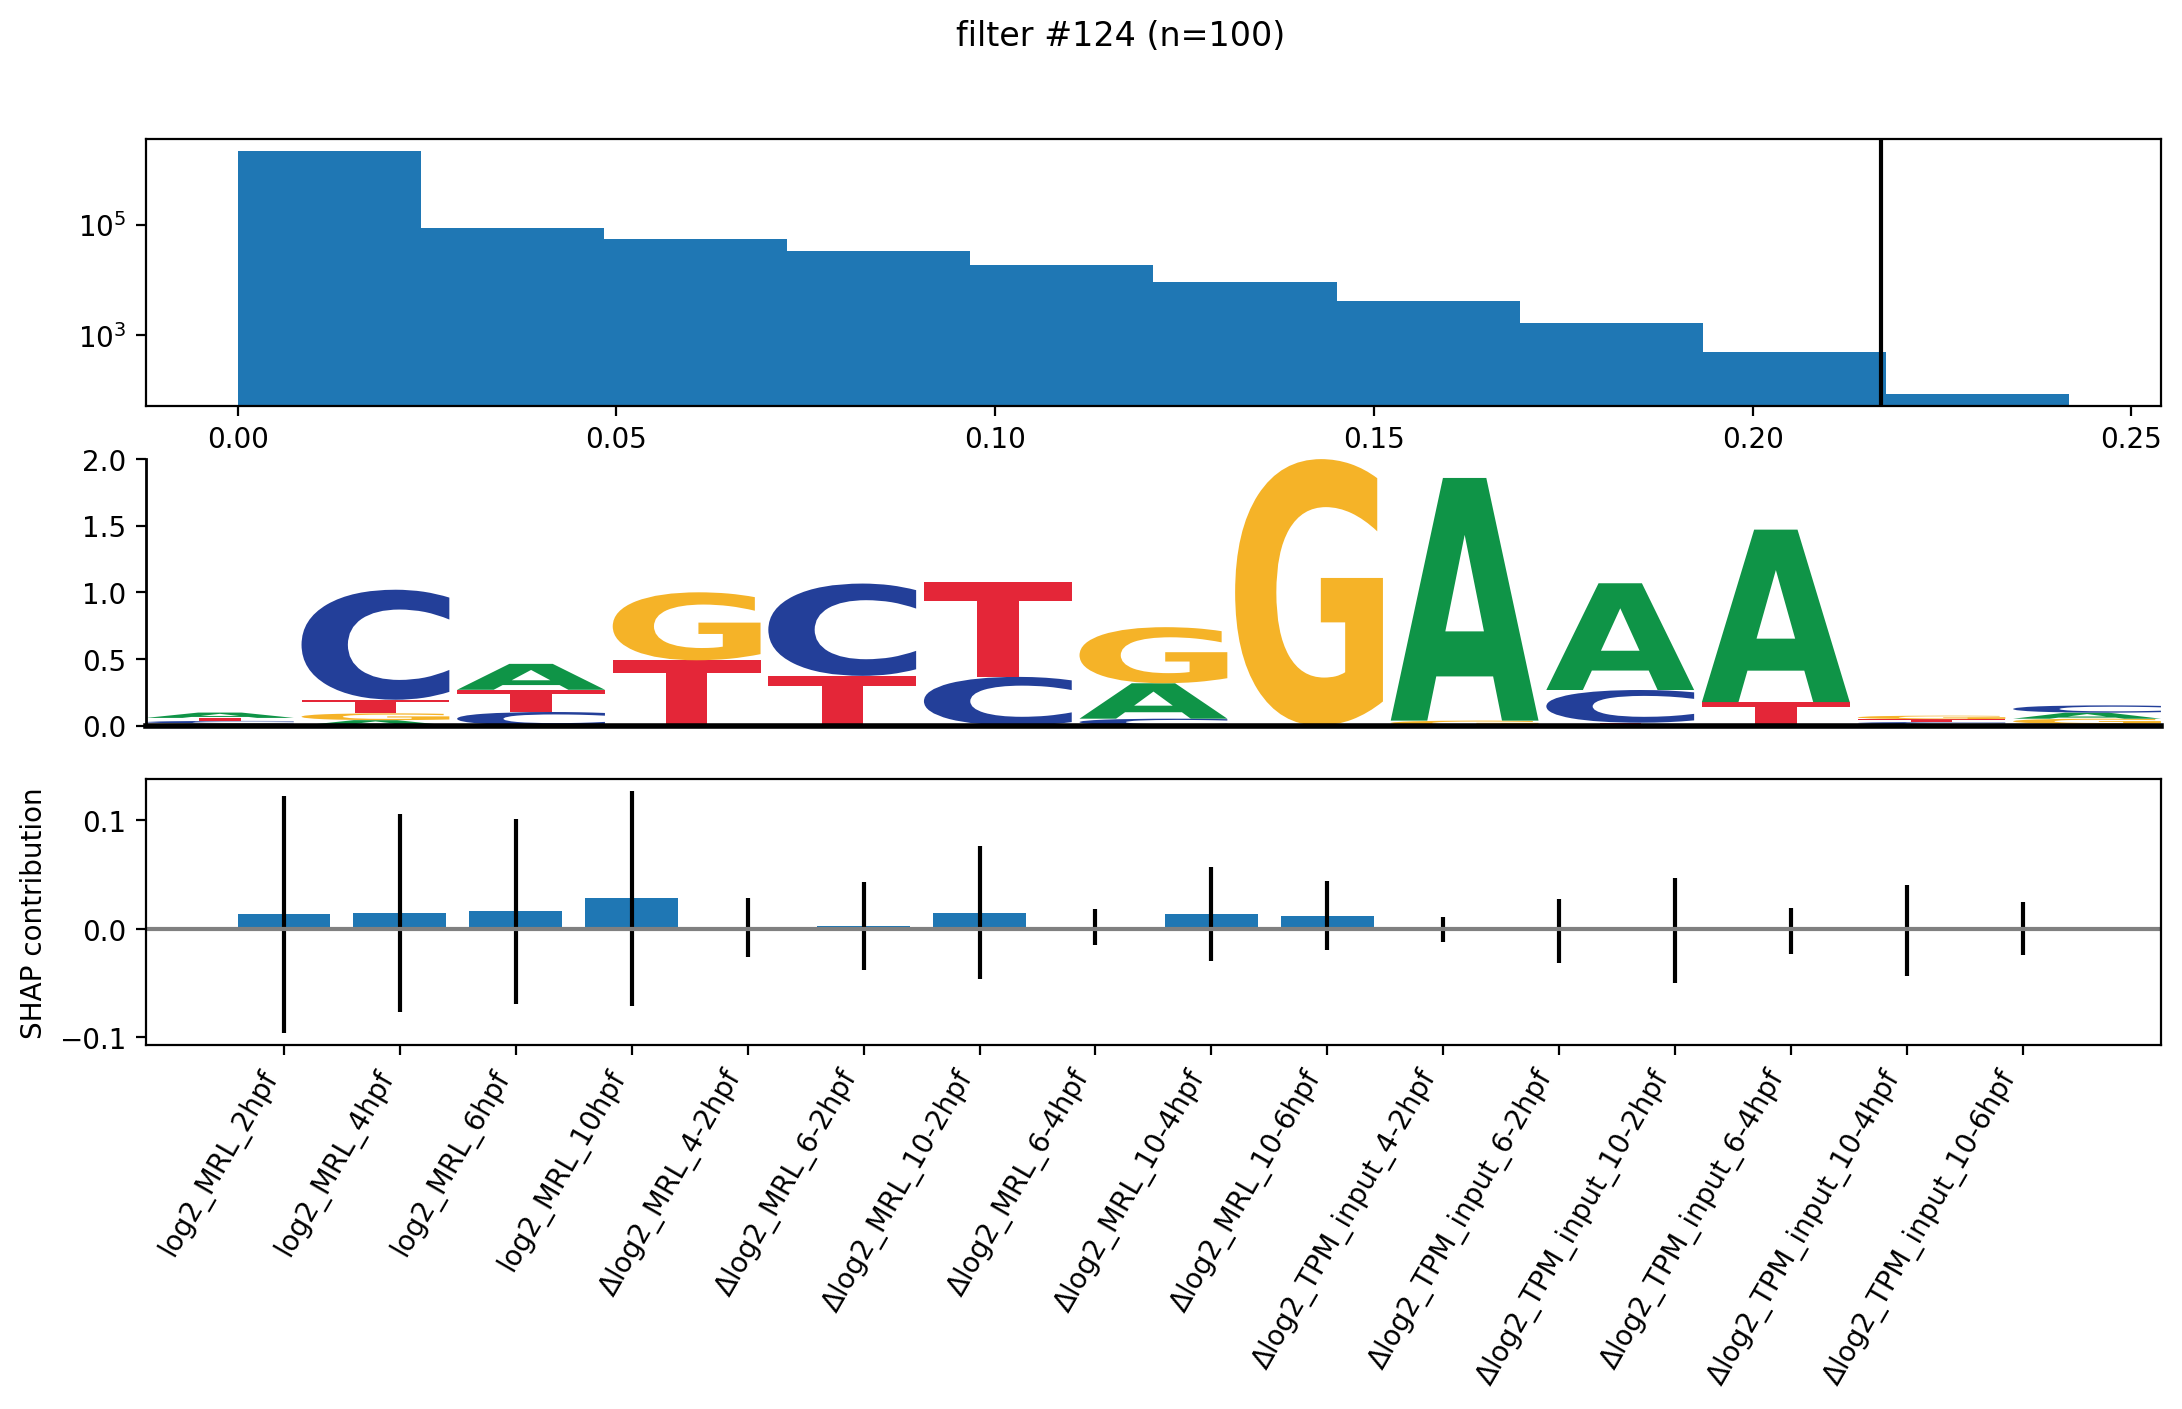 filter #124 (n=100)
10^5
10^3
0.00 0.05 0.10 0.15 0.20 0.25
2.0
1.5
1.0
0.5
0.0
A T C
C T G A
A T C
G T
C T
T C
G A C
G
A G
A C
A T
G T C
C A G
SHAP contribution
0.1
0.0
−0.1
log2_MRL_2hpf
log2_MRL_4hpf
log2_MRL_6hpf
log2_MRL_10hpf
Δlog2_MRL_4-2hpf
Δlog2_MRL_6-2hpf
Δlog2_MRL_10-2hpf
Δlog2_MRL_6-4hpf
Δlog2_MRL_10-4hpf
Δlog2_MRL_10-6hpf
Δlog2_TPM_input_4-2hpf
Δlog2_TPM_input_6-2hpf
Δlog2_TPM_input_10-2hpf
Δlog2_TPM_input_6-4hpf
Δlog2_TPM_input_10-4hpf
Δlog2_TPM_input_10-6hpf